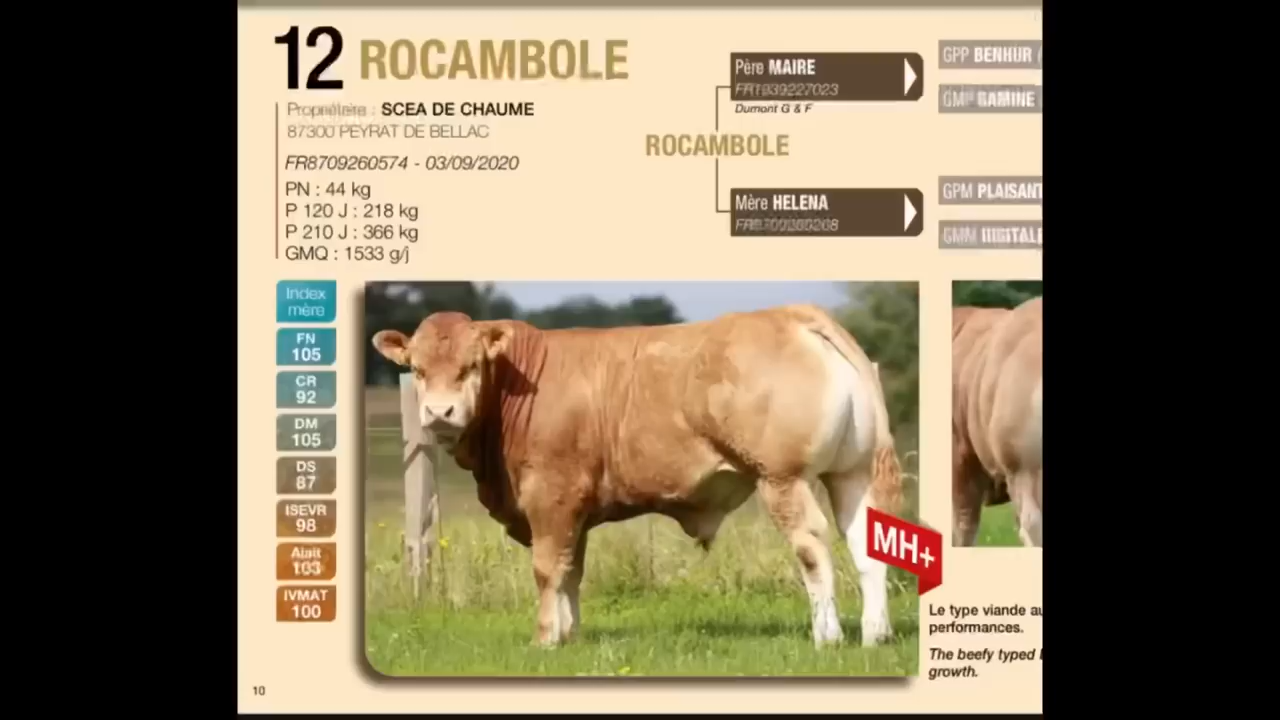 12 ROCAMBOLE
Propriétaire : SCEA DE CHAUME
87300 PEYRAT DE BELLAC
FR8709260574 - 03/09/2020
PN : 44 kg
P 120 J : 218 kg
P 210 J : 366 kg
GMQ : 1533 g/j
Père MAIRE
FR1939227023
Dumont G & F
ROCAMBOLE
Mère HELENA
GPP BENHUR
GMP GAMINE
GPM PLAISANT
GMM
Index
mère
FN
105
CR
92
DM
105
DS
87
ISEVR
98
Alait
103
IVMAT
100
MH+
Le type viande au
performances.
The beefy typed
growth.
10